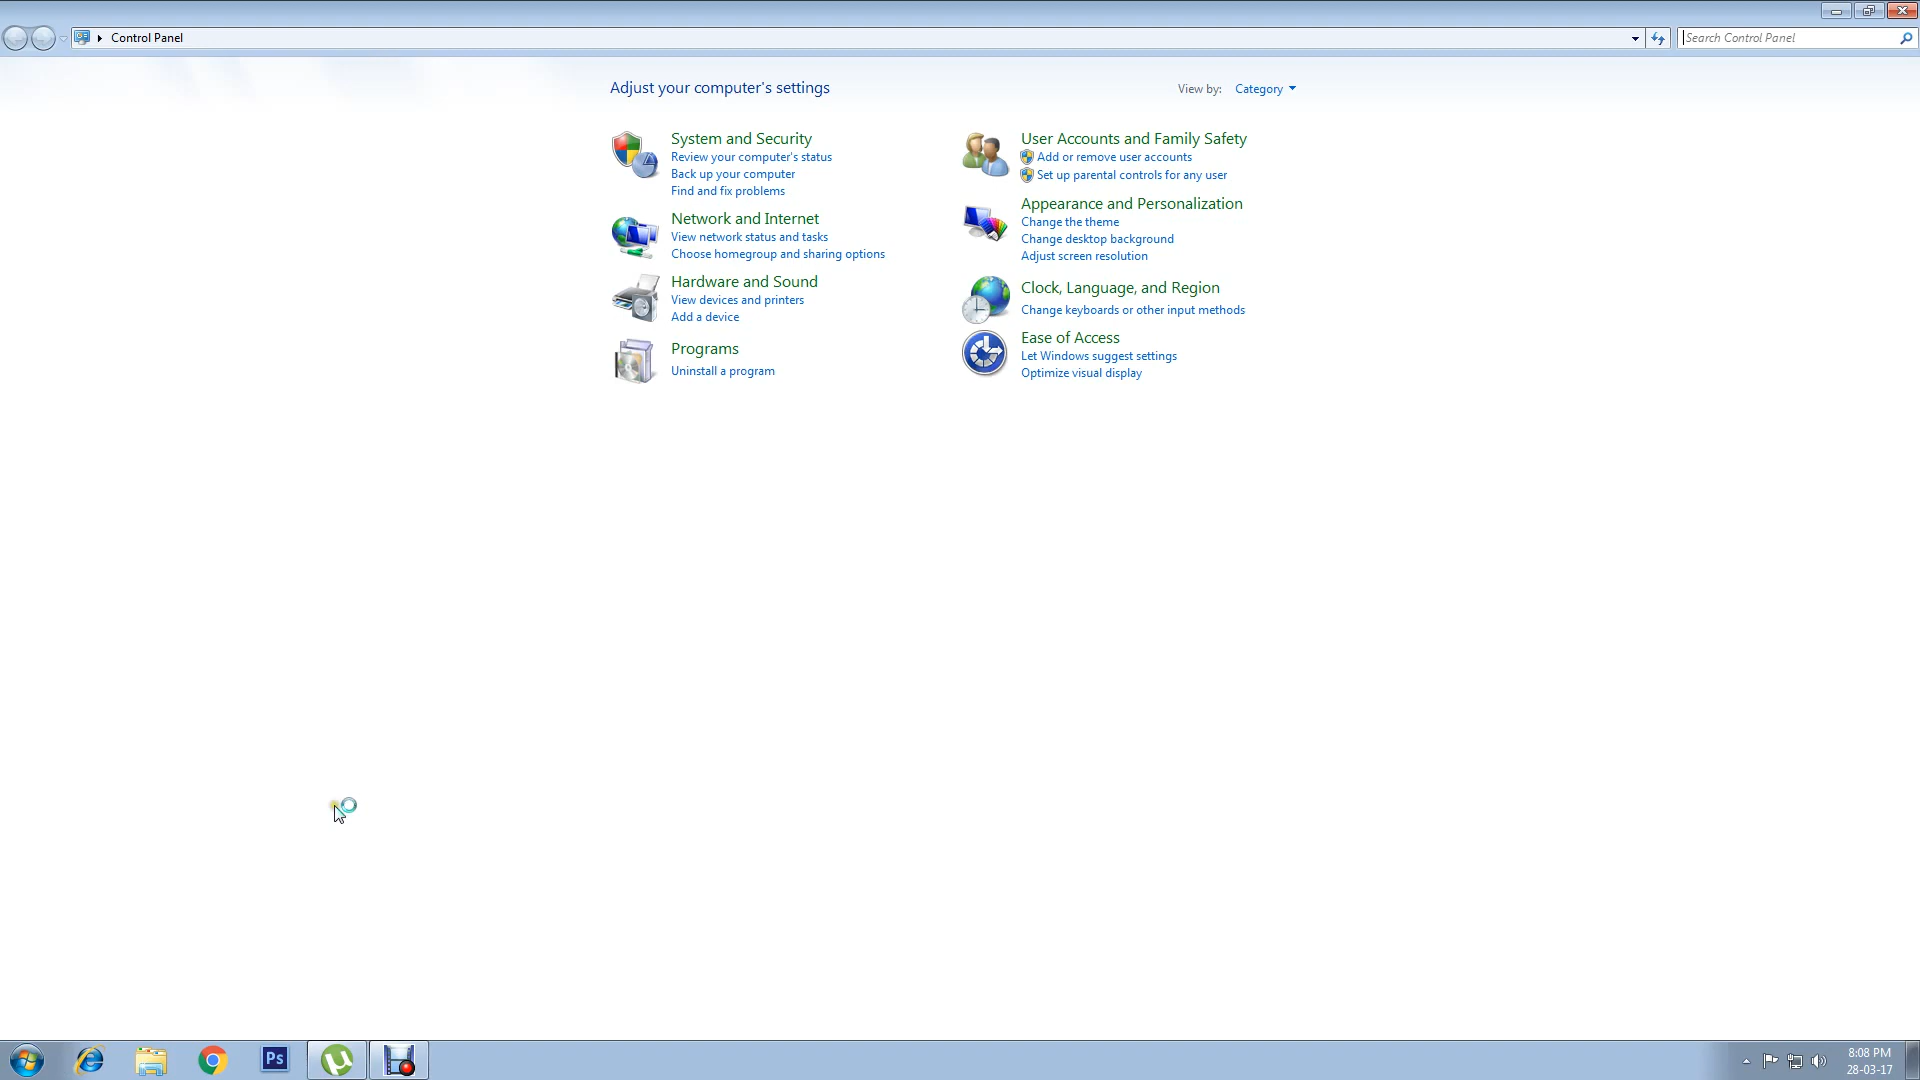 Control Panel
Search Control Panel
Adjust your computer's settings
View by: Category
System and Security
Review your computer's status
Back up your computer
Find and fix problems
Network and Internet
View network status and tasks
Choose homegroup and sharing options
Hardware and Sound
View devices and printers
Add a device
Programs
Uninstall a program
User Accounts and Family Safety
Add or remove user accounts
Set up parental controls for any user
Appearance and Personalization
Change the theme
Change desktop background
Adjust screen resolution
Clock, Language, and Region
Change keyboards or other input methods
Ease of Access
Let Windows suggest settings
Optimize visual display
Ps
8:08 PM
28-03-17